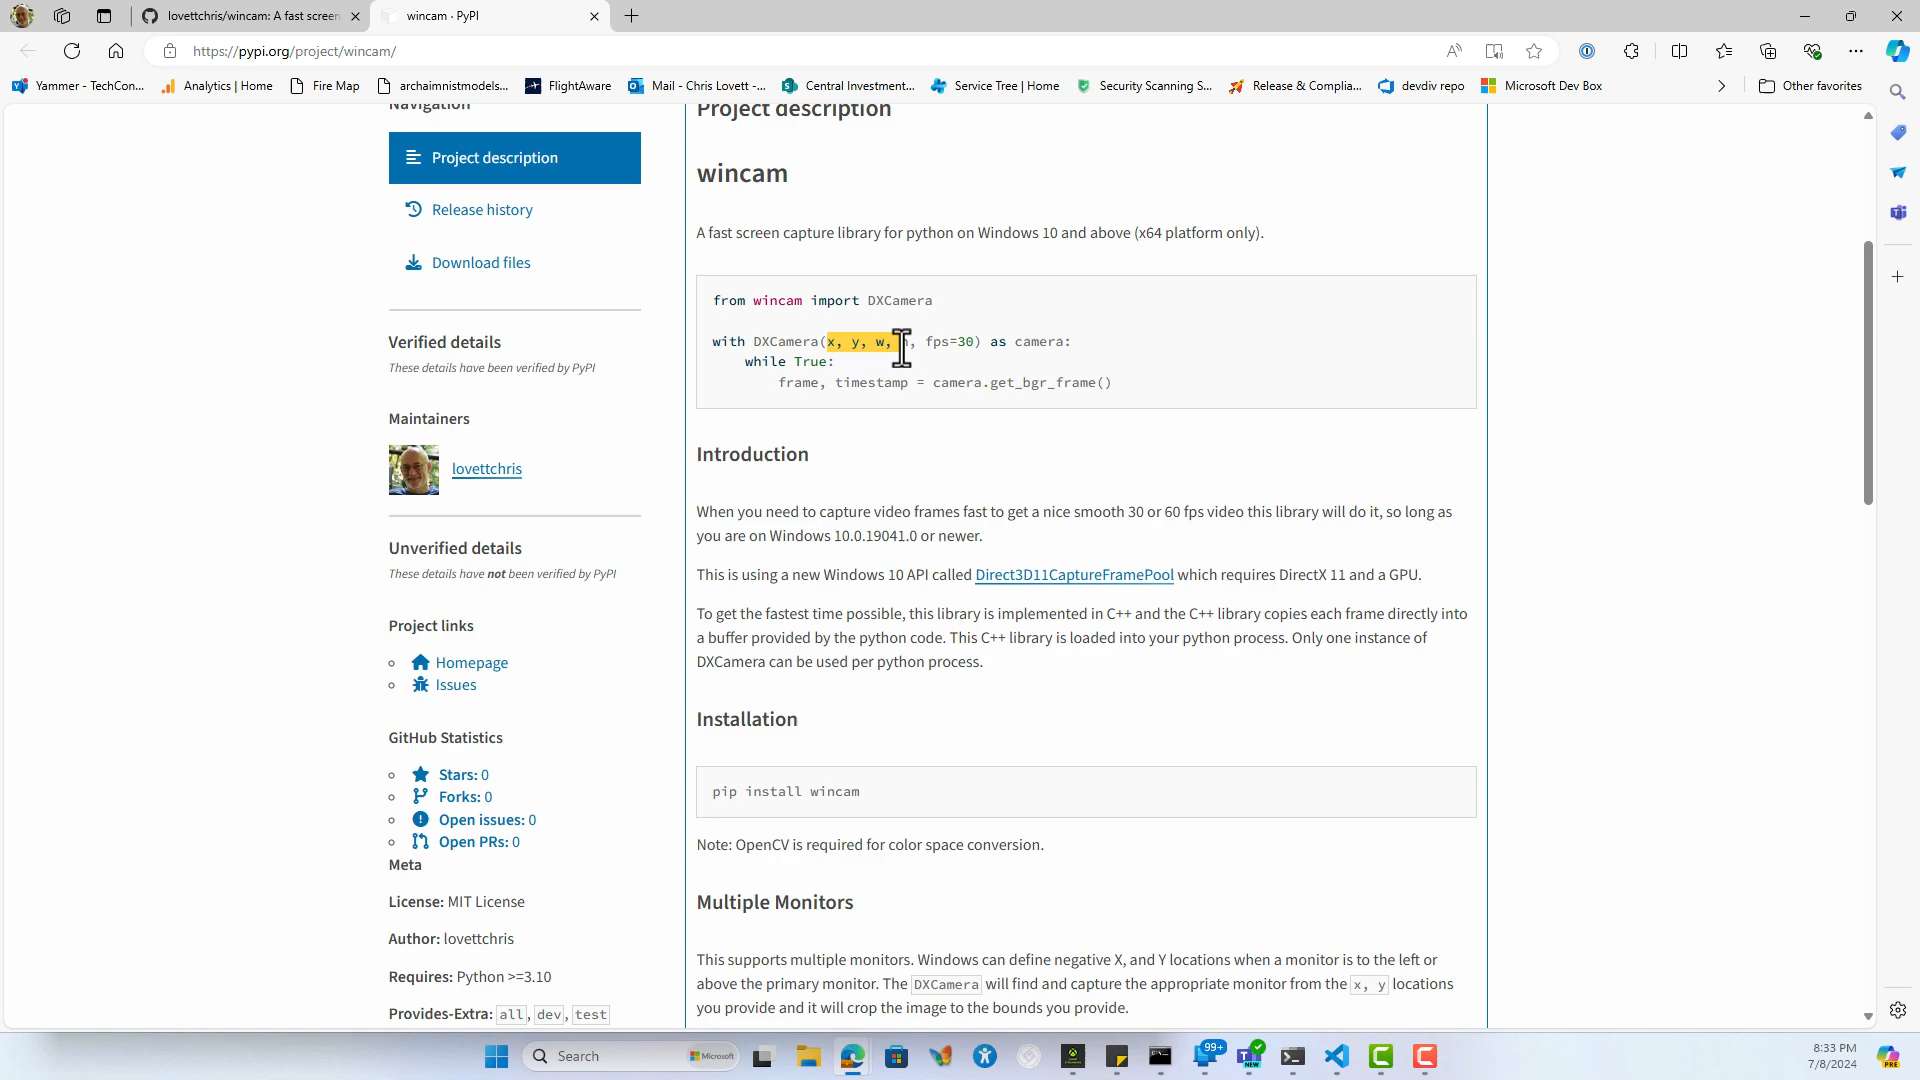 lovettchris/wincam: A fast screen
wincam · PyPI
https://pypi.org/project/wincam/
Yammer - TechCon...
Analytics | Home
Fire Map
archaimnistmodels...
FlightAware
Mail - Chris Lovett -...
Central Investment...
Service Tree | Home
Security Scanning S...
Release & Complia...
devdiv repo
Microsoft Dev Box
Other favorites
Navigation
Project description
Release history
Download files
Verified details
These details have been verified by PyPI
Maintainers
lovettchris
Unverified details
These details have not been verified by PyPI
Project links
Homepage
Issues
GitHub Statistics
Stars: 0
Forks: 0
Open issues: 0
Open PRs: 0
Meta
License: MIT License
Author: lovettchris
Requires: Python >=3.10
Provides-Extra: all, dev, test
Project description
wincam
A fast screen capture library for python on Windows 10 and above (x64 platform only).
from wincam import DXCamera
with DXCamera(x, y, w, h, fps=30) as camera:
while True:
frame, timestamp = camera.get_bgr_frame()
Introduction
When you need to capture video frames fast to get a nice smooth 30 or 60 fps video this library will do it, so long as
you are on Windows 10.0.19041.0 or newer.
This is using a new Windows 10 API called Direct3D11CaptureFramePool which requires DirectX 11 and a GPU.
To get the fastest time possible, this library is implemented in C++ and the C++ library copies each frame directly into
a buffer provided by the python code. This C++ library is loaded into your python process. Only one instance of
DXCamera can be used per python process.
Installation
pip install wincam
Note: OpenCV is required for color space conversion.
Multiple Monitors
This supports multiple monitors. Windows can define negative X, and Y locations when a monitor is to the left or
above the primary monitor. The DXCamera will find and capture the appropriate monitor from the x, y locations
you provide and it will crop the image to the bounds you provide.
Search
Microsoft
99+
NEW
8:33 PM
7/8/2024
PRE